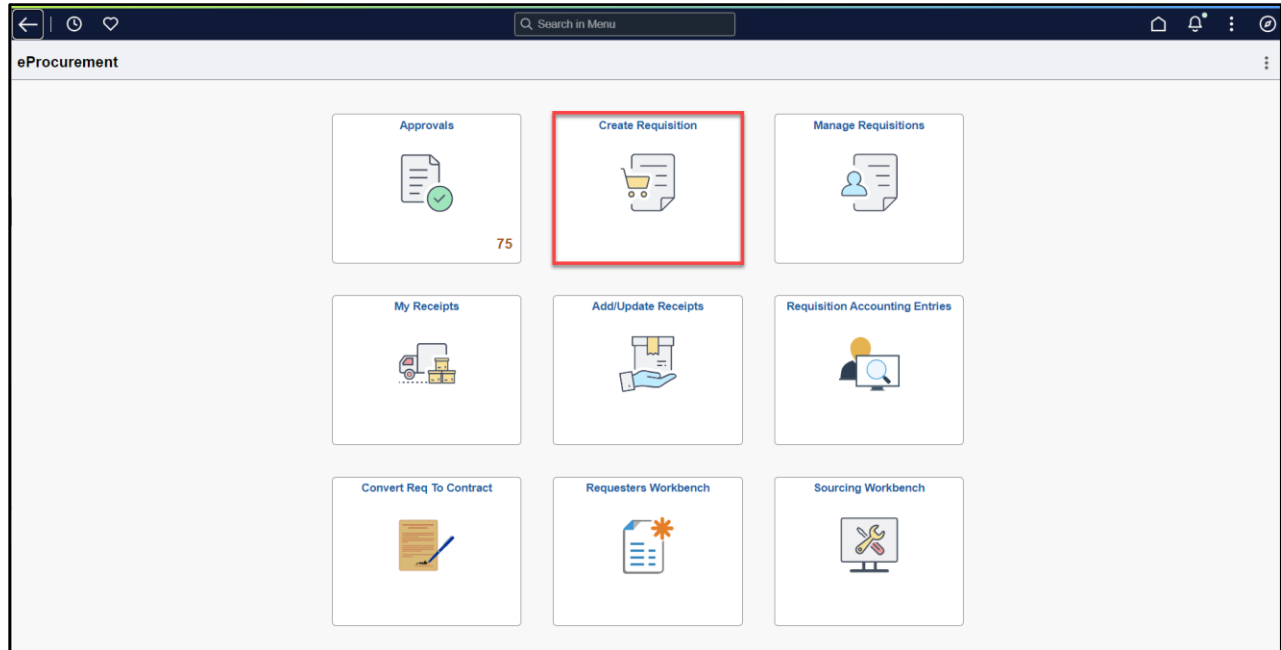 Search in Menu
eProcurement
Approvals
Create Requisition
Manage Requisitions
75
My Receipts
Add/Update Receipts
Requisition Accounting Entries
Convert Req To Contract
Requesters Workbench
Sourcing Workbench